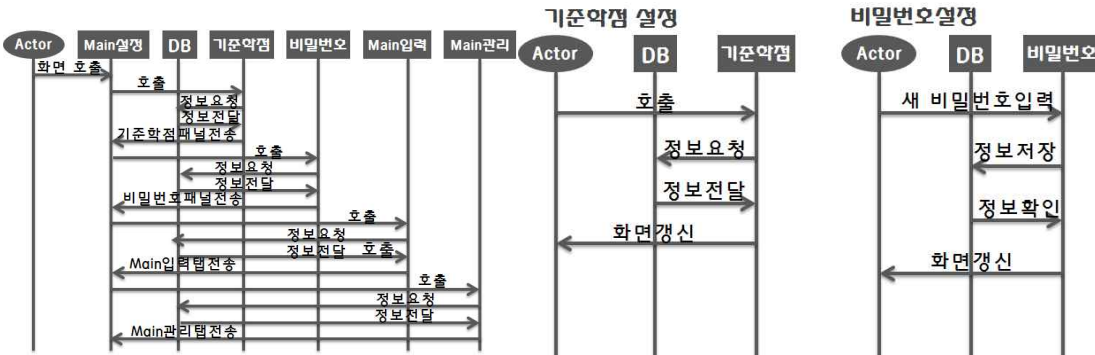 기준학점 설정
비밀번호설정
Actor
Main설정
DB
기준학점
비밀번호
Main입력
Main관리
화면 호출
호출
정보요청
정보전달
기준학점패널전송
호출
정보요청
정보전달
비밀번호패널전송
호출
정보요청
정보전달 호출
Main입력탭전송
호출
정보요청
정보전달
Main관리탭전송
Actor
DB
기준학점
호출
정보요청
정보전달
화면갱신
Actor
DB
비밀번호
새 비밀번호입력
정보저장
정보확인
화면갱신